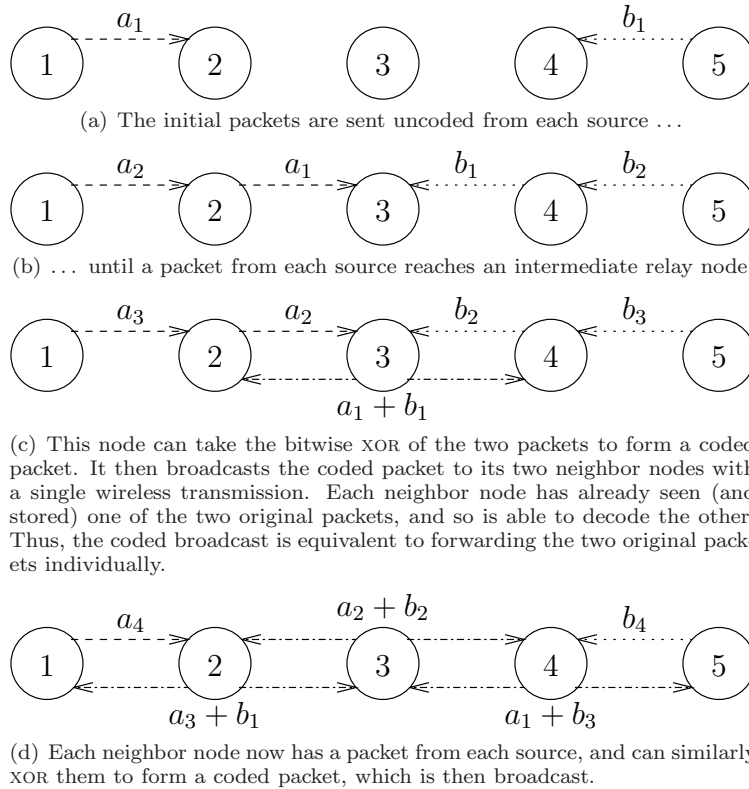 a₁ b₁
1 2 3 4 5
(a) The initial packets are sent uncoded from each source ...
a₂ a₁ b₁ b₂
1 2 3 4 5
(b) ... until a packet from each source reaches an intermediate relay node
a₃ a₂ b₂ b₃
1 2 3 4 5
a₁ + b₁
(c) This node can take the bitwise XOR of the two packets to form a coded
packet. It then broadcasts the coded packet to its two neighbor nodes with
a single wireless transmission. Each neighbor node has already seen (and
stored) one of the two original packets, and so is able to decode the other.
Thus, the coded broadcast is equivalent to forwarding the two original pack-
ets individually.
a₄ a₂ + b₂ b₄
1 2 3 4 5
a₃ + b₁ a₁ + b₃
(d) Each neighbor node now has a packet from each source, and can similarly
XOR them to form a coded packet, which is then broadcast.